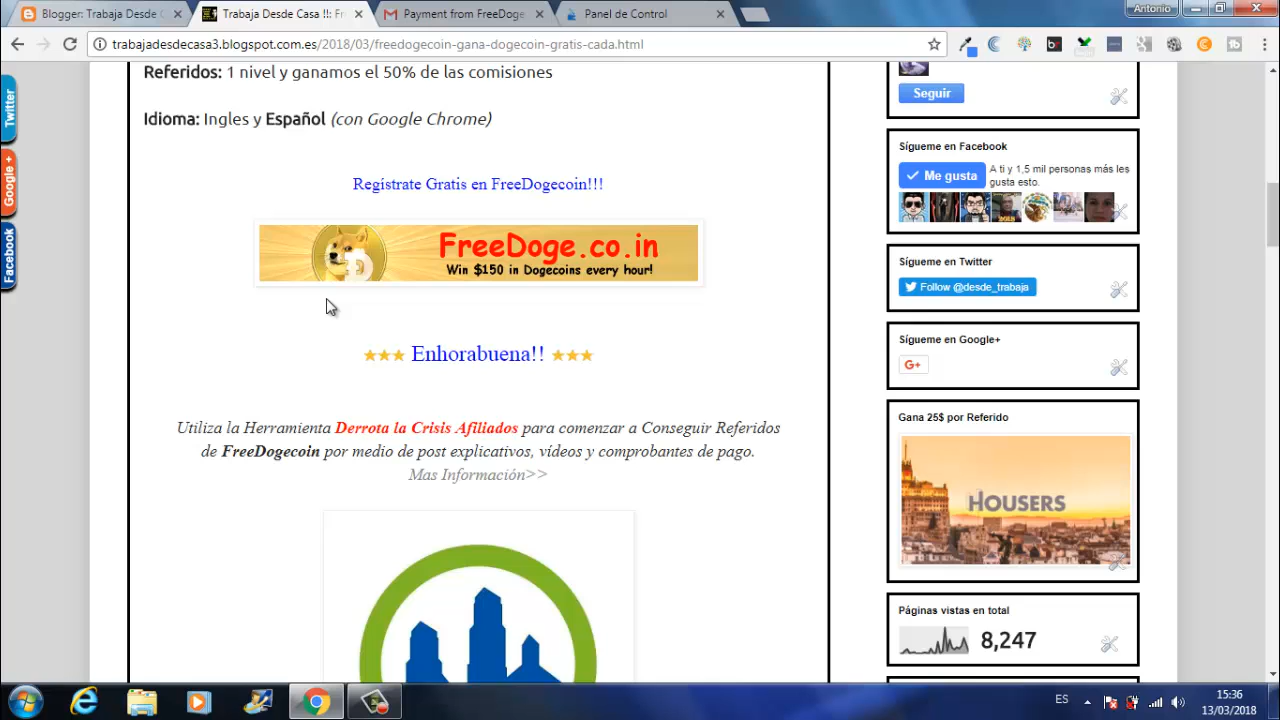 Blogger: Trabaja Desde C
Trabaja Desde Casa !!: Fr
Payment from FreeDoge
Panel de Control
Antonio
trabajadesdecasa3.blogspot.com.es/2018/03/freedogecoin-gana-dogecoin-gratis-cada.html
Twitter
Google +
Facebook
Referidos: 1 nivel y ganamos el 50% de las comisiones
Idioma: Ingles y Español (con Google Chrome)
Regístrate Gratis en FreeDogecoin!!!
FreeDoge.co.in
Win $150 in Dogecoins every hour!
Enhorabuena!!
Utiliza la Herramienta Derrota la Crisis Afiliados para comenzar a Conseguir Referidos
de FreeDogecoin por medio de post explicativos, vídeos y comprobantes de pago.
Mas Información>>
Seguir
Sígueme en Facebook
Me gusta
A ti y 1,5 mil personas más les
gusta esto.
Sígueme en Twitter
Follow @desde_trabaja
Sígueme en Google+
G+
Gana 25$ por Referido
HOUSERS
Páginas vistas en total
8,247
ES
15:36
13/03/2018